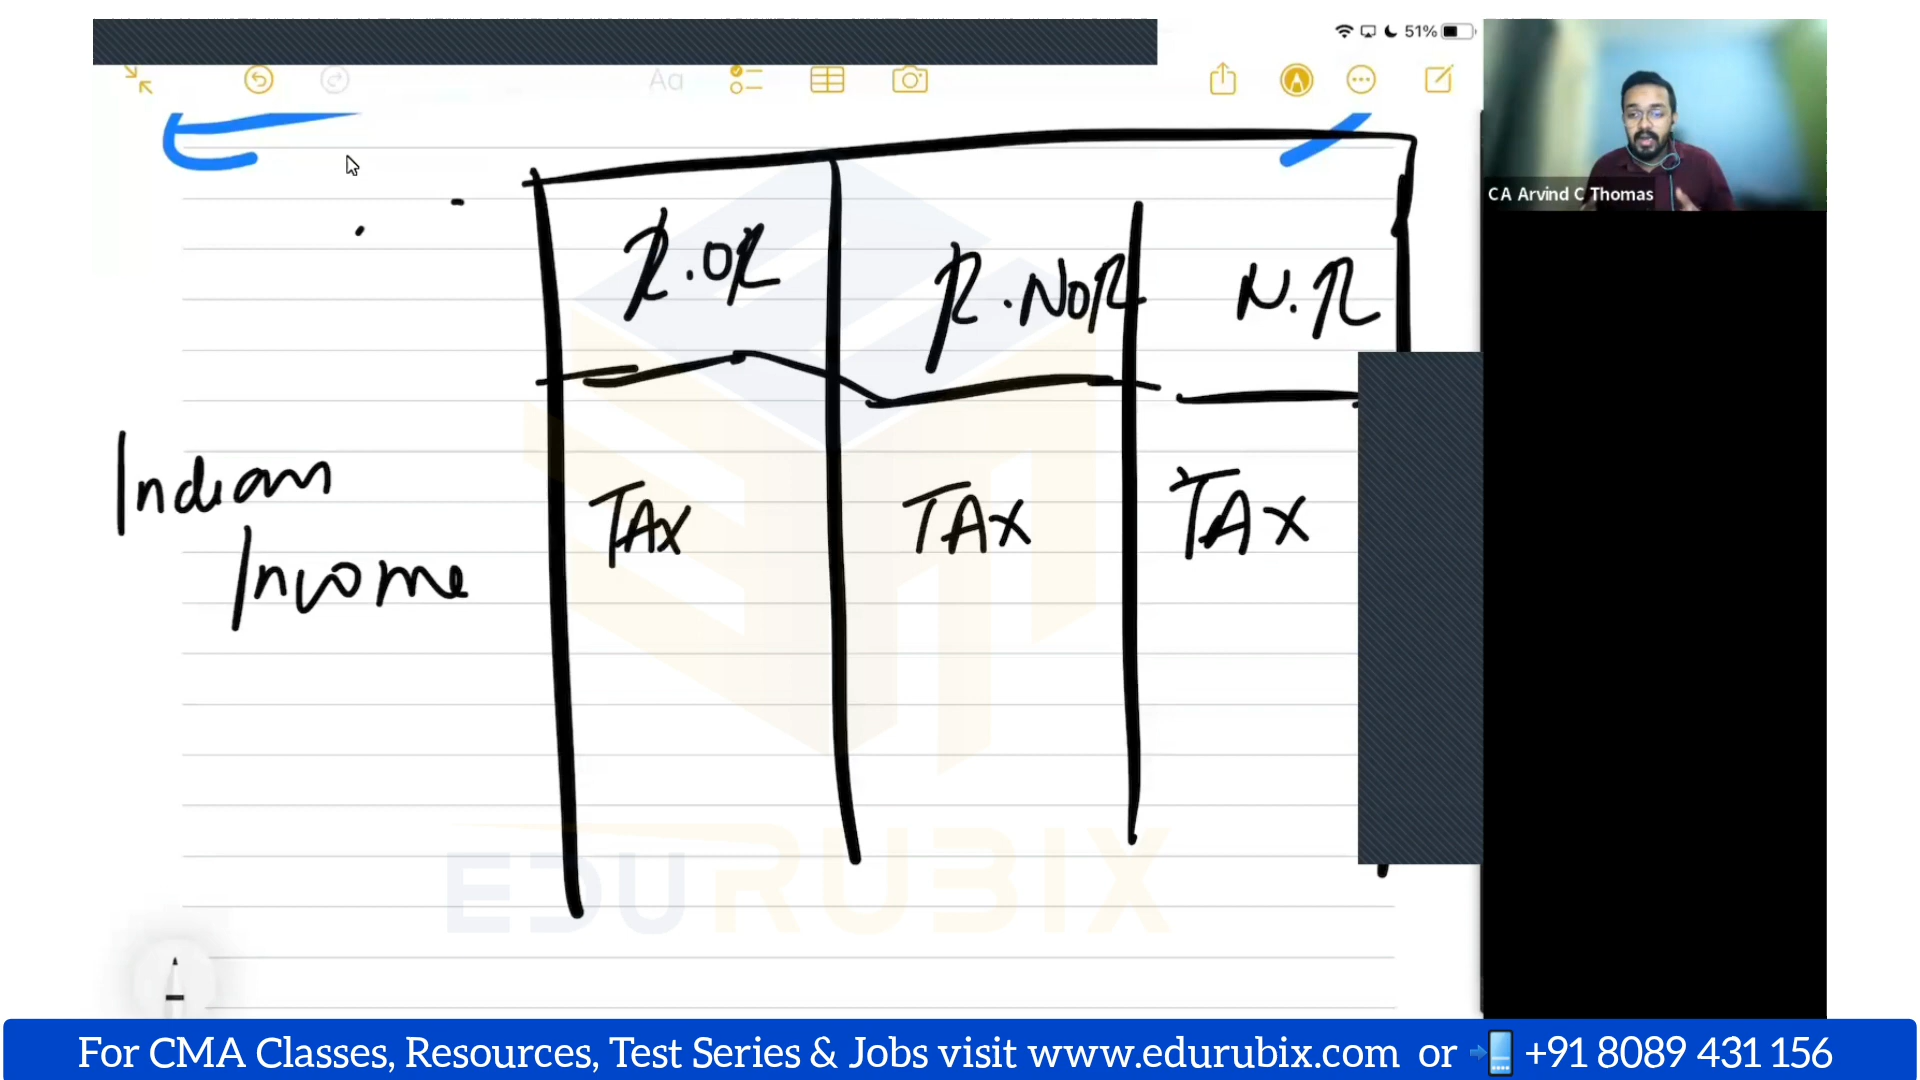 51%
Aa
CA Arvind C Thomas
R.OR
R.NOR
N.R
Indian
Income
TAX
TAX
TAX
EDURUBIX
For CMA Classes, Resources, Test Series & Jobs visit www.edurubix.com or +91 8089 431 156